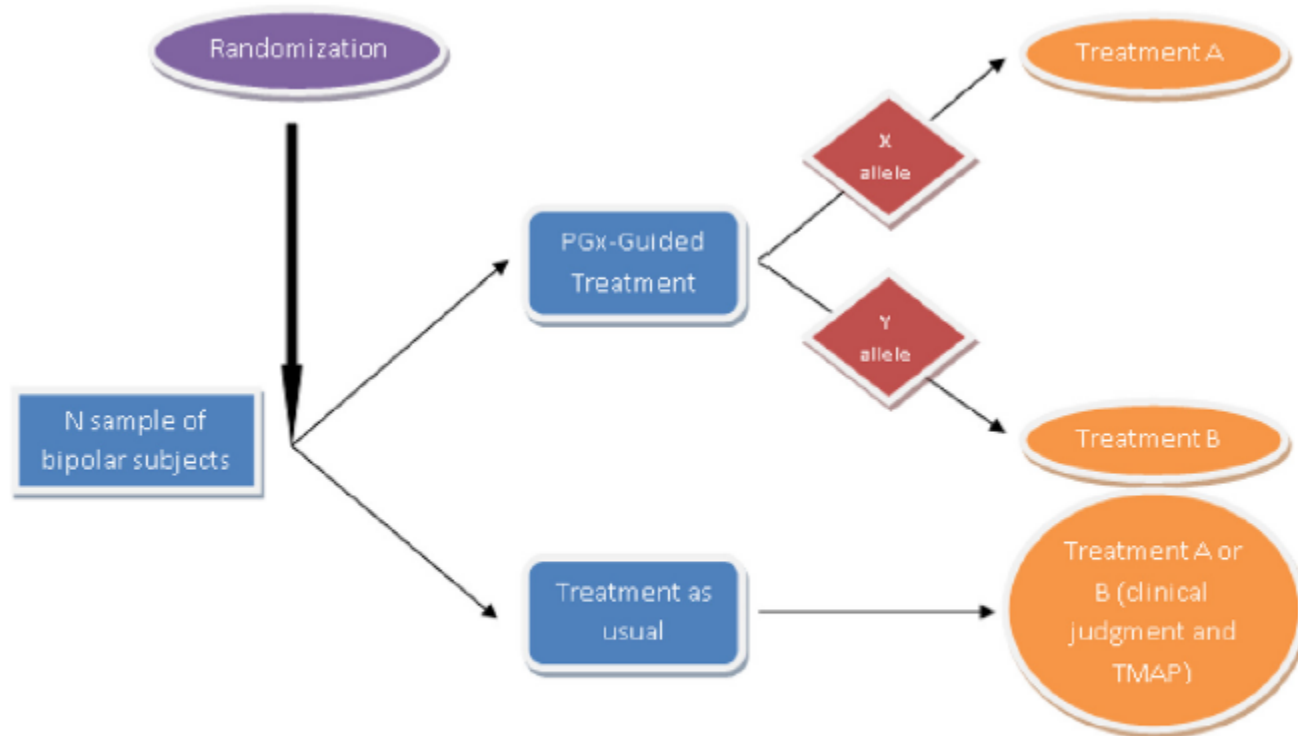 Randomization
Treatment A
X
allele
PGx-Guided
Treatment
Y
allele
N sample of
bipolar subjects
Treatment B
Treatment as
usual
Treatment A or
B (clinical
judgment and
TMAP)